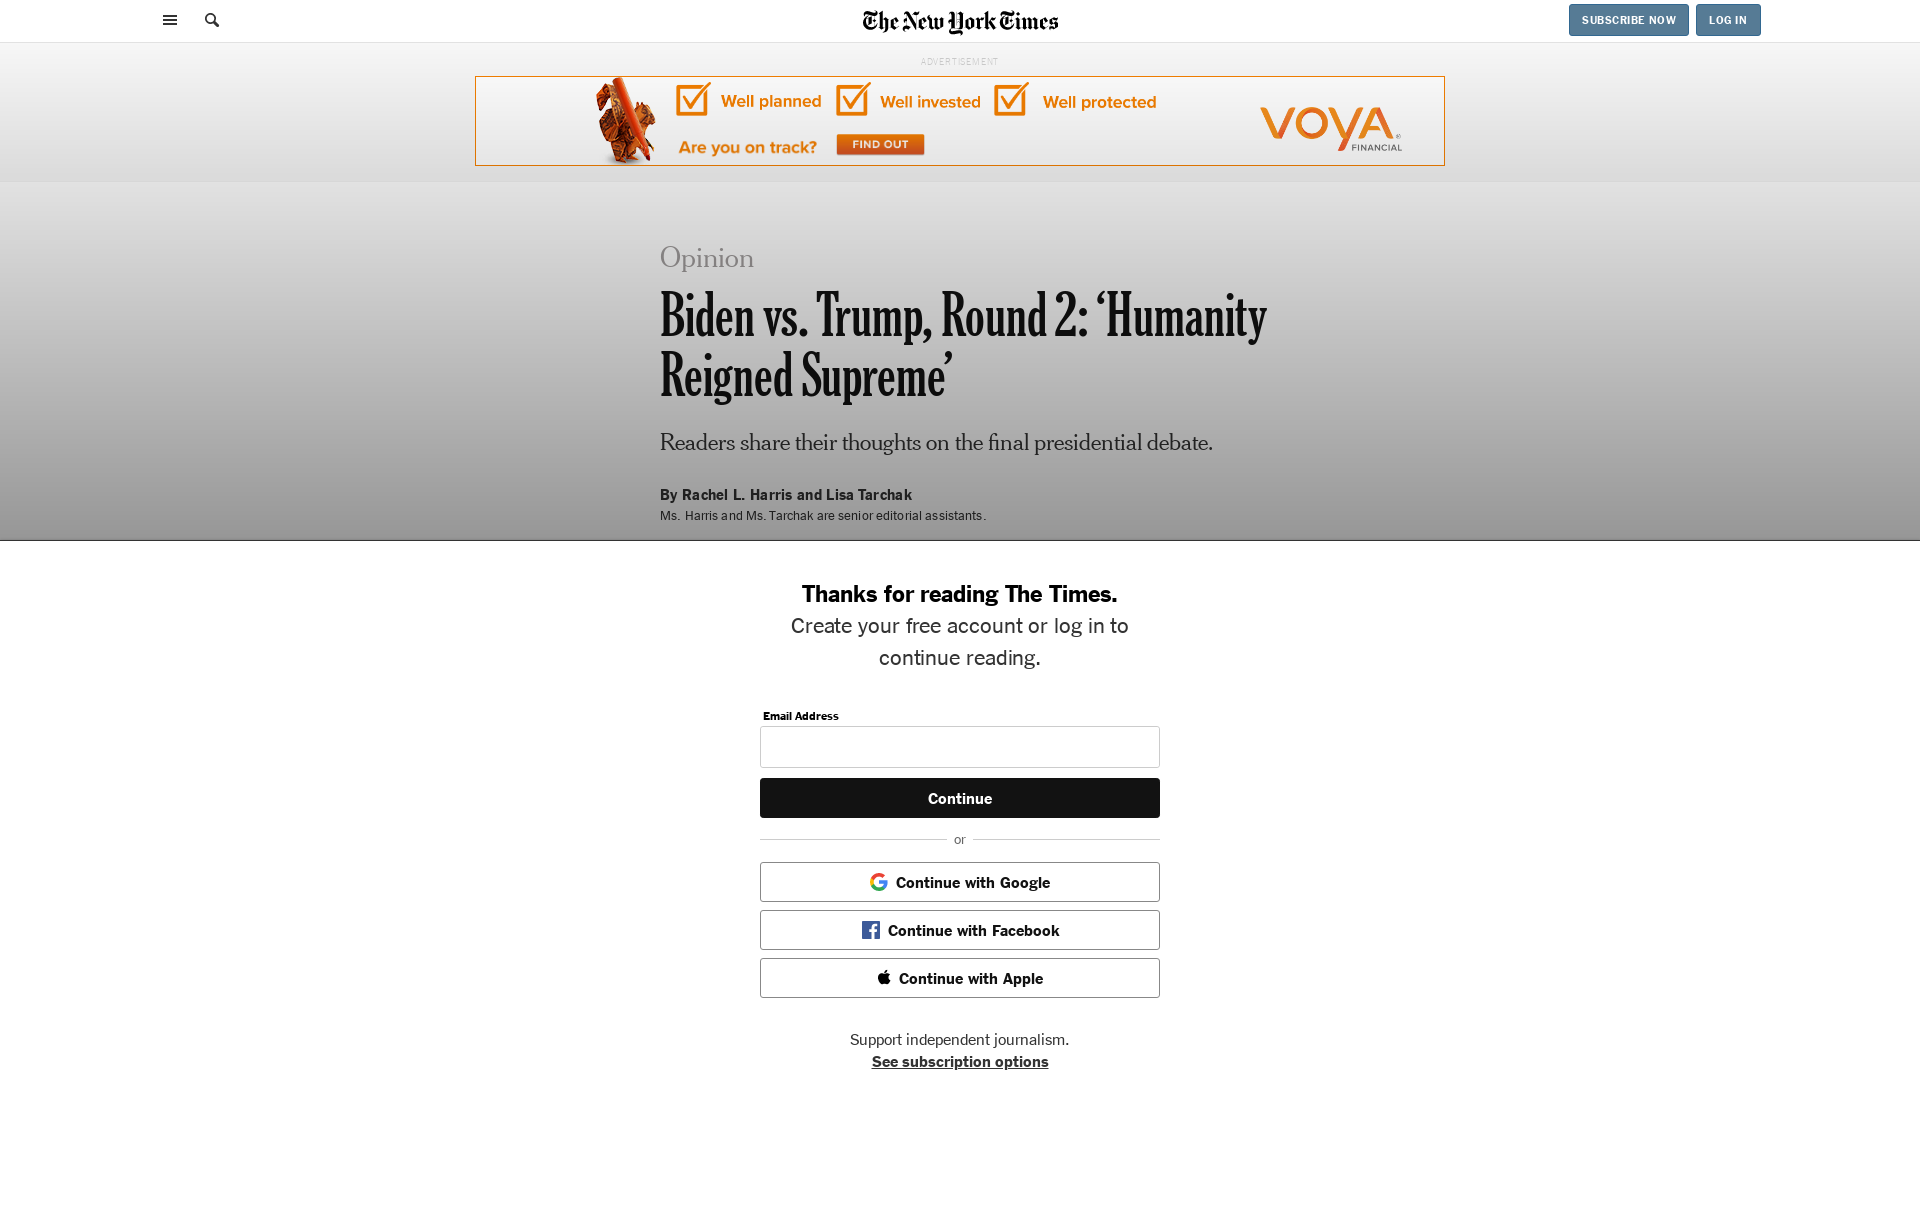 The New York Times
SUBSCRIBE NOW
LOG IN
ADVERTISEMENT
Well planned
Well invested
Well protected
Are you on track?
FIND OUT
VOYA®
FINANCIAL
Opinion
Biden vs. Trump, Round 2: ‘Humanity
Reigned Supreme’
Readers share their thoughts on the final presidential debate.
By Rachel L. Harris and Lisa Tarchak
Ms. Harris and Ms. Tarchak are senior editorial assistants.
Thanks for reading The Times.
Create your free account or log in to
continue reading.
Email Address
Continue
or
Continue with Google
Continue with Facebook
Continue with Apple
Support independent journalism.
See subscription options